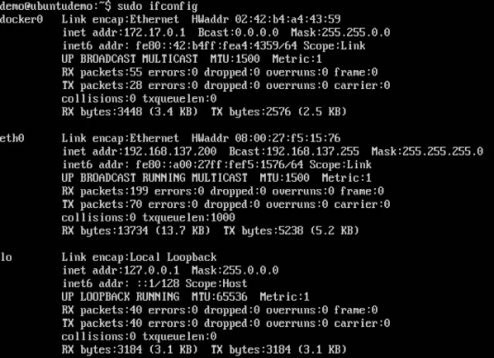 demo@ubuntudemo:~$ sudo ifconfig
docker0 Link encap:Ethernet HWaddr 02:42:b4:a4:43:59
inet addr:172.17.0.1 Bcast:0.0.0.0 Mask:255.255.0.0
inet6 addr: fe80::42:b4ff:fea4:4359/64 Scope:Link
UP BROADCAST MULTICAST MTU:1500 Metric:1
RX packets:55 errors:0 dropped:0 overruns:0 frame:0
TX packets:28 errors:0 dropped:0 overruns:0 carrier:0
collisions:0 txqueuelen:0
RX bytes:3448 (3.4 KB) TX bytes:2576 (2.5 KB)
eth0 Link encap:Ethernet HWaddr 08:00:27:f5:15:76
inet addr:192.168.137.200 Bcast:192.168.137.255 Mask:255.255.255.0
inet6 addr: fe80::a00:27ff:fef5:1576/64 Scope:Link
UP BROADCAST RUNNING MULTICAST MTU:1500 Metric:1
RX packets:199 errors:0 dropped:0 overruns:0 frame:0
TX packets:70 errors:0 dropped:0 overruns:0 carrier:0
collisions:0 txqueuelen:1000
RX bytes:13734 (13.7 KB) TX bytes:5238 (5.2 KB)
lo Link encap:Local Loopback
inet addr:127.0.0.1 Mask:255.0.0.0
inet6 addr: ::1/128 Scope:Host
UP LOOPBACK RUNNING MTU:65536 Metric:1
RX packets:40 errors:0 dropped:0 overruns:0 frame:0
TX packets:40 errors:0 dropped:0 overruns:0 carrier:0
collisions:0 txqueuelen:0
RX bytes:3184 (3.1 KB) TX bytes:3184 (3.1 KB)